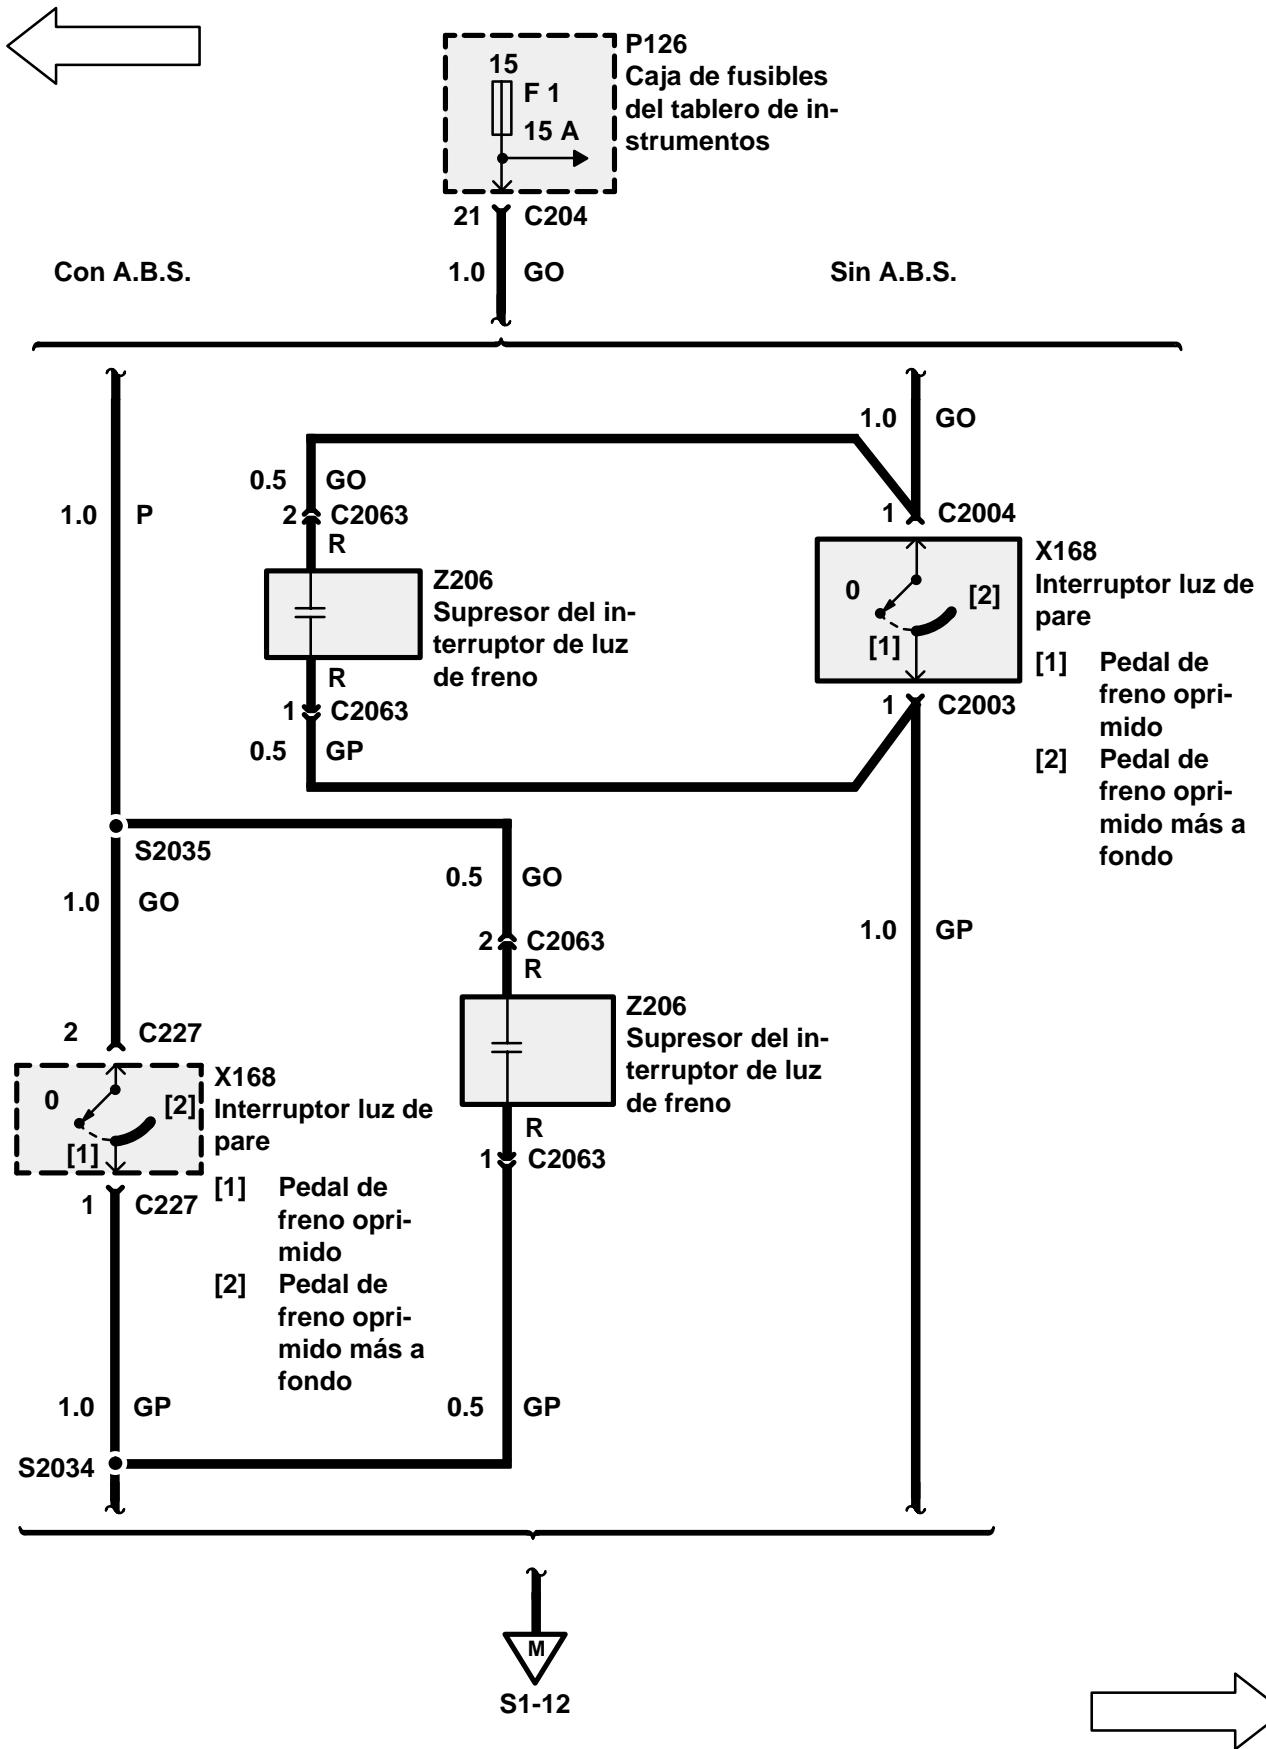 P126
Caja de fusibles
del tablero de in-
strumentos
15
F 1
15 A
21
C204
Con A.B.S.
1.0
GO
Sin A.B.S.
1.0
GO
0.5
GO
2
C2063
R
1.0
P
1
C2004
Z206
Supresor del in-
terruptor de luz
de freno
R
1
C2063
0.5
GP
0
[1]
[2]
X168
Interruptor luz de
pare
[1] Pedal de
freno opri-
mido
[2] Pedal de
freno opri-
mido más a
fondo
1
C2003
S2035
1.0
GO
0.5
GO
2
C2063
R
1.0
GP
2
C227
Z206
Supresor del in-
terruptor de luz
de freno
R
1
C2063
0
[1]
[2]
X168
Interruptor luz de
pare
[1] Pedal de
freno opri-
mido
[2] Pedal de
freno opri-
mido más a
fondo
1
C227
1.0
GP
0.5
GP
S2034
M
S1-12